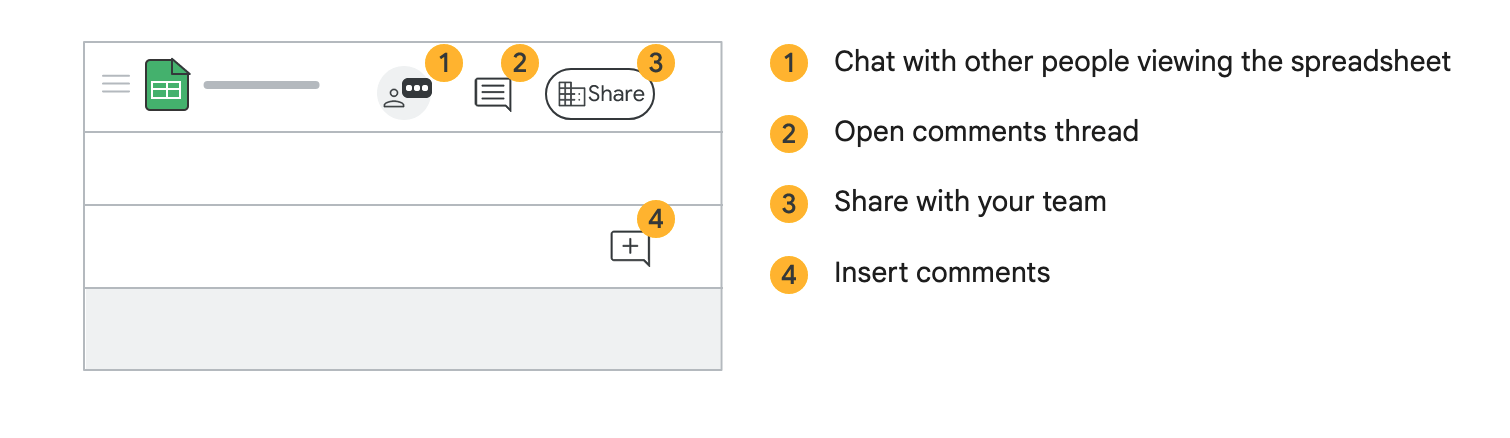 1
2
3
Share
4
1 Chat with other people viewing the spreadsheet
2 Open comments thread
3 Share with your team
4 Insert comments